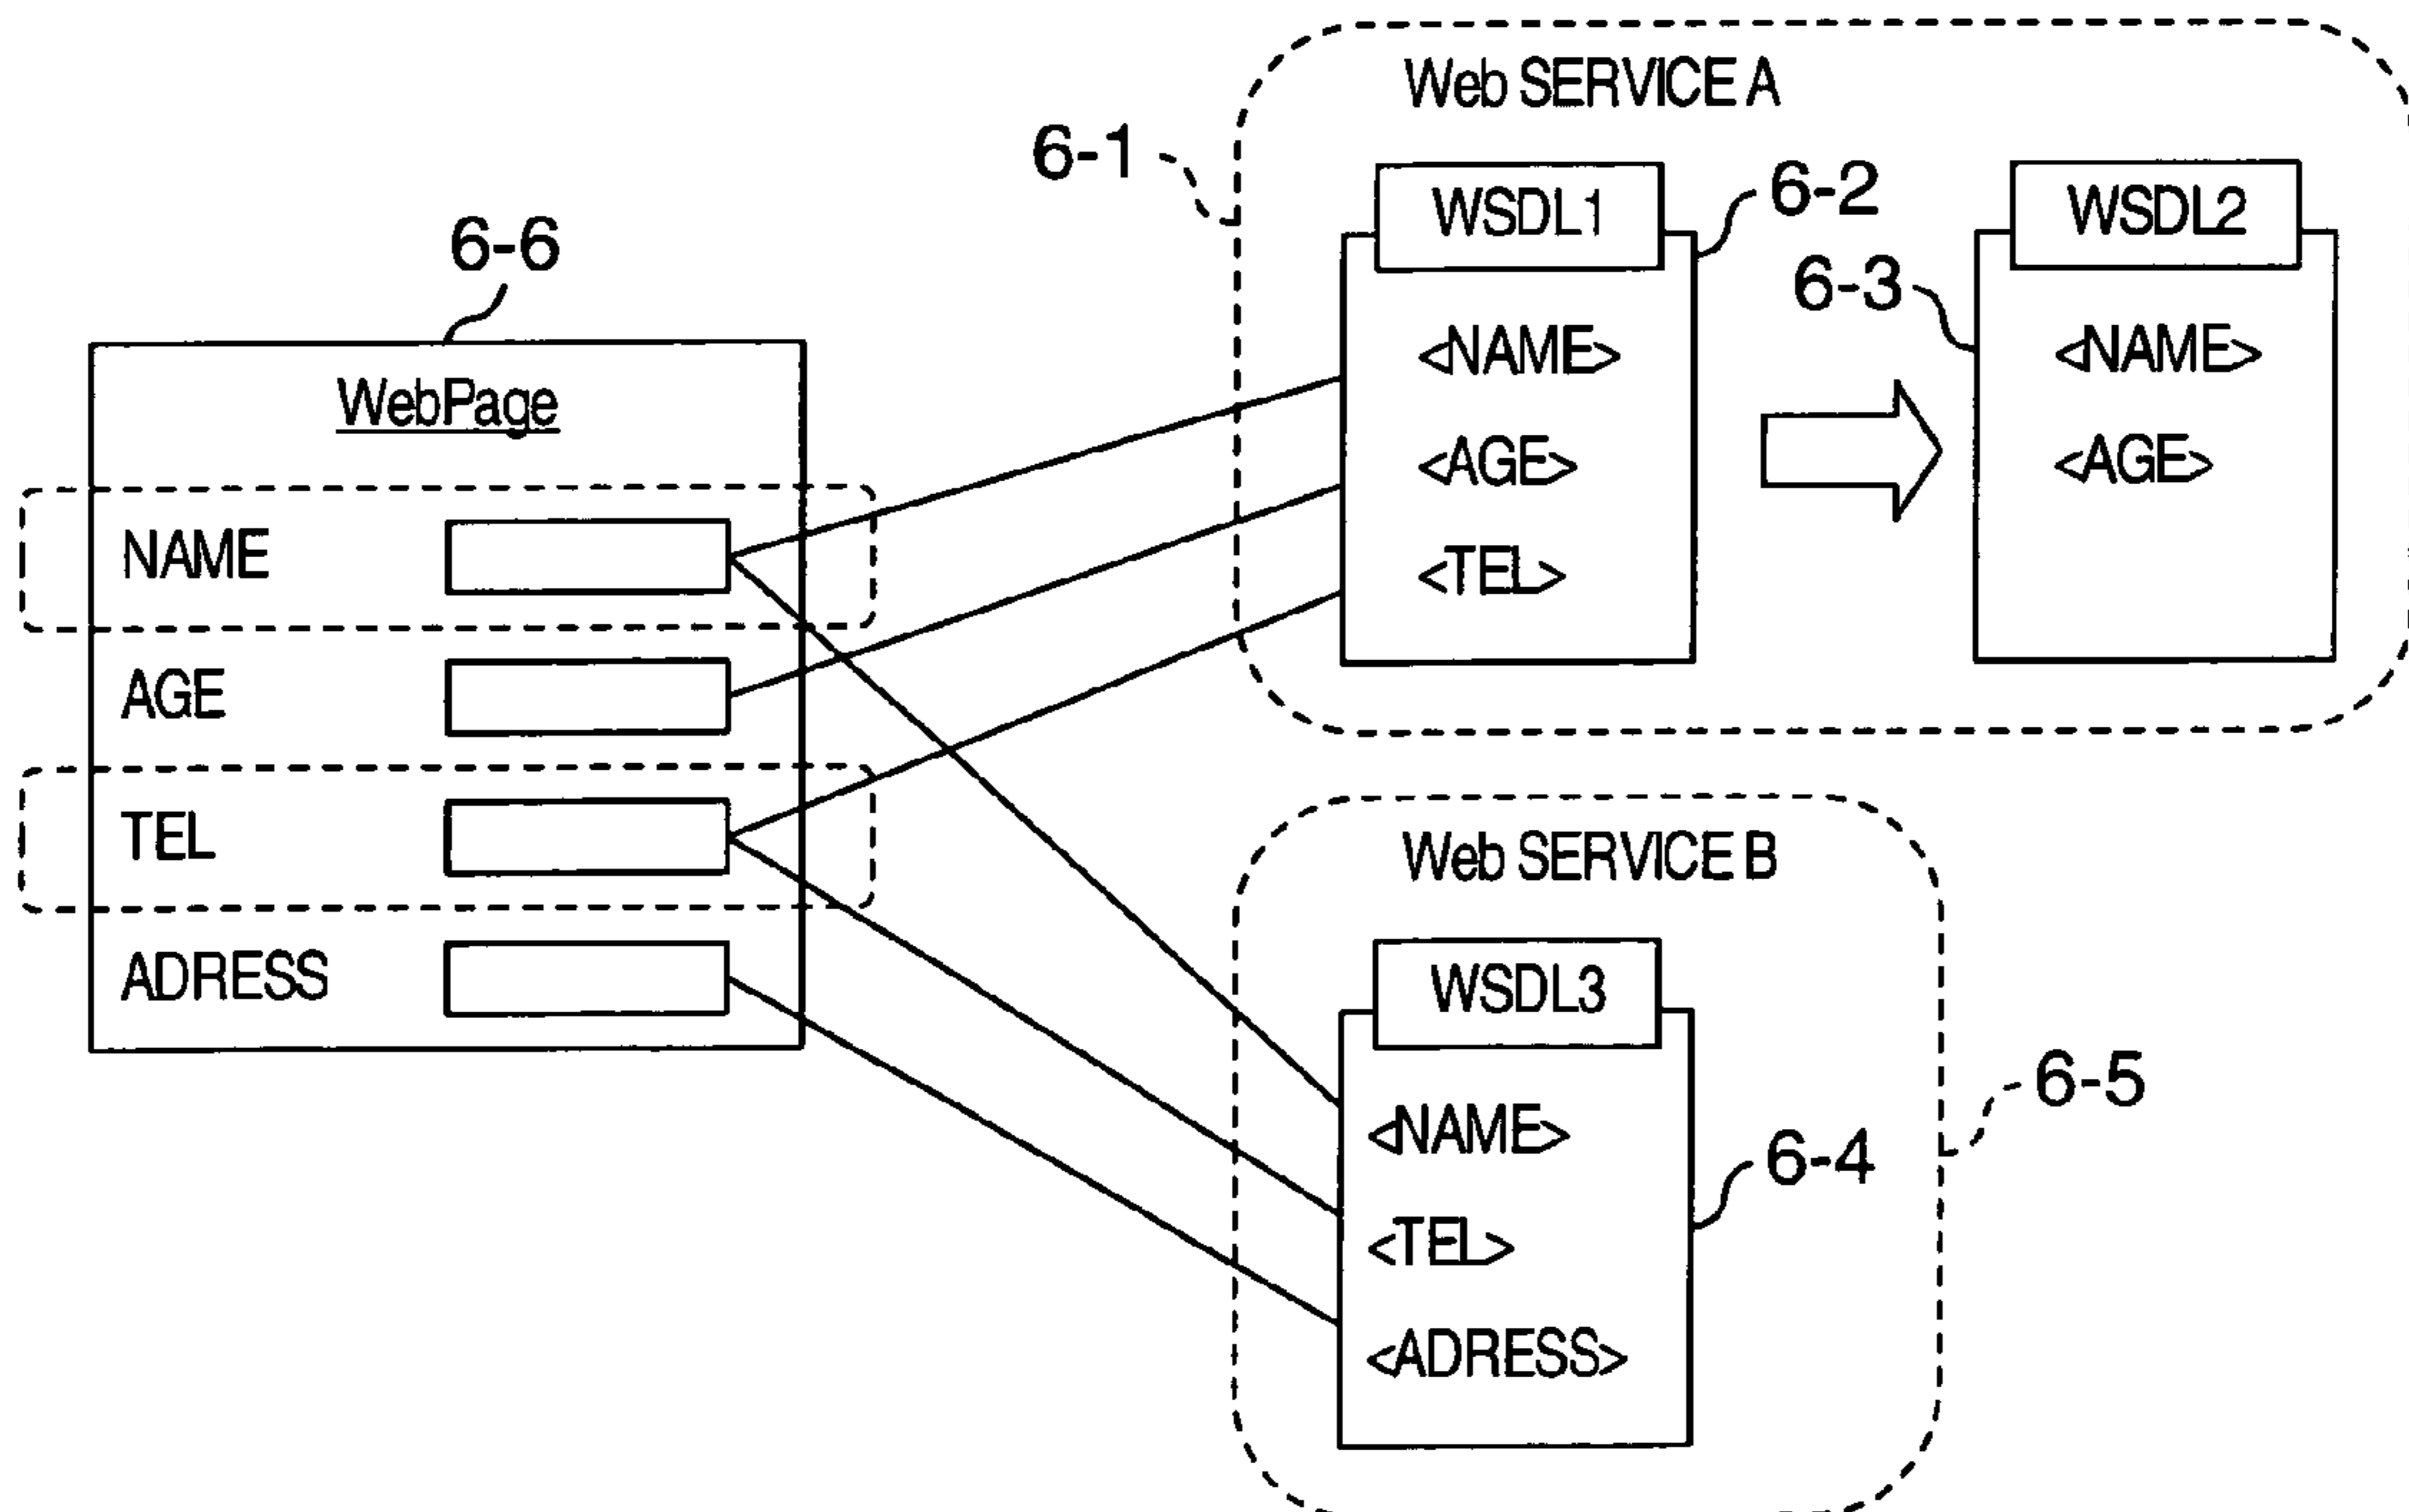 Web SERVICE A
6-1
WSDL1
6-2
WSDL2
6-3
<NAME>
<AGE>
<TEL>
<NAME>
<AGE>
6-6
WebPage
NAME
AGE
TEL
ADRESS
Web SERVICE B
WSDL3
<NAME>
<TEL>
<ADRESS>
6-5
6-4